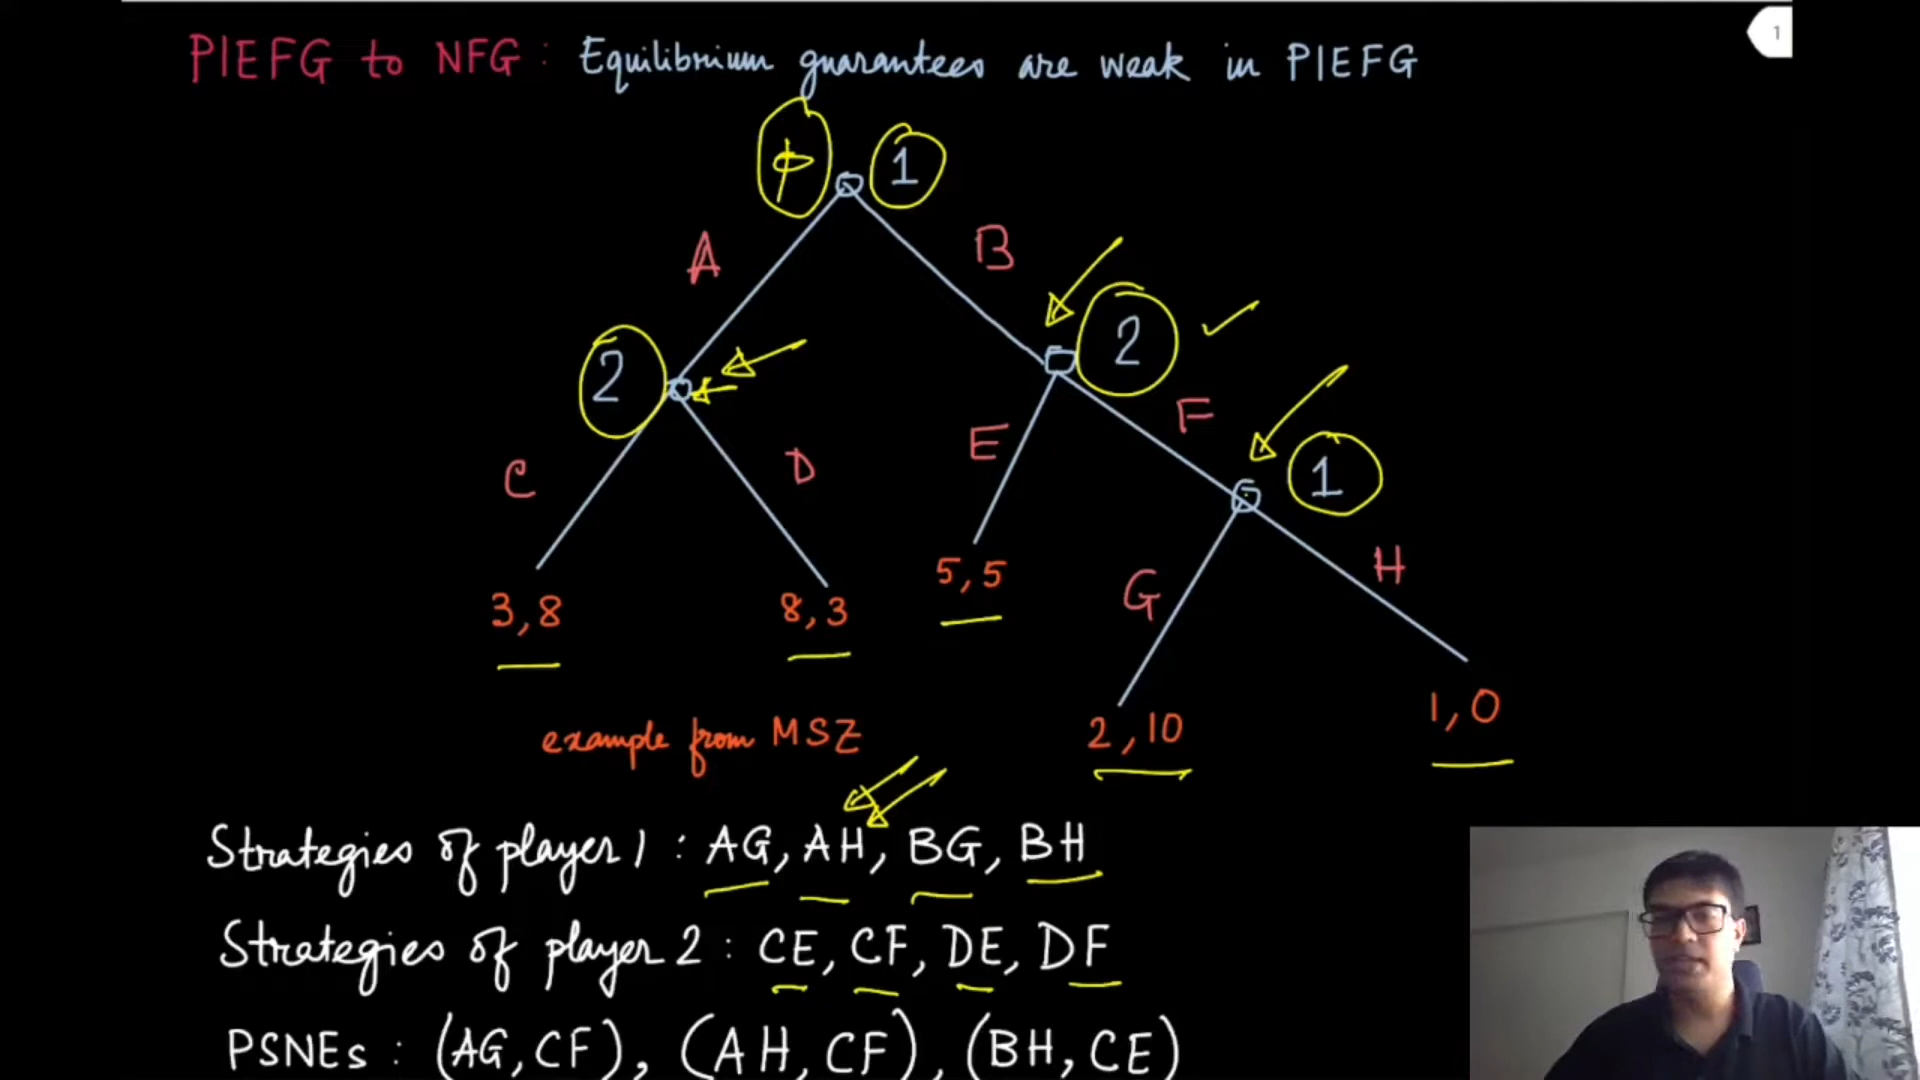 1
PIEFG to NFG : Equilibrium guarantees are weak in PIEFG
ϕ 1
A B
2 2
C D E F 1
G H
3,8 8,3 5,5
2,10 1,0
example from MSZ
Strategies of player 1 : AG, AH, BG, BH
Strategies of player 2 : CE, CF, DE, DF
PSNEs : (AG, CF), (AH, CF), (BH, CE)